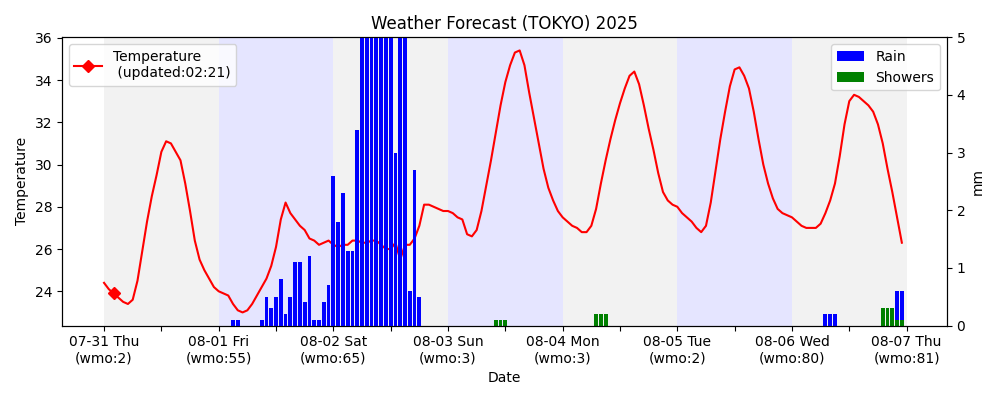 Weather Forecast (TOKYO) 2025
Temperature
(updated:02:21)
Rain
Showers
36
34
32
30
28
26
24
Temperature
5
4
3
2
1
0
mm
07-31 Thu
(wmo:2)
08-01 Fri
(wmo:55)
08-02 Sat
(wmo:65)
08-03 Sun
(wmo:3)
08-04 Mon
(wmo:3)
08-05 Tue
(wmo:2)
08-06 Wed
(wmo:80)
08-07 Thu
(wmo:81)
Date